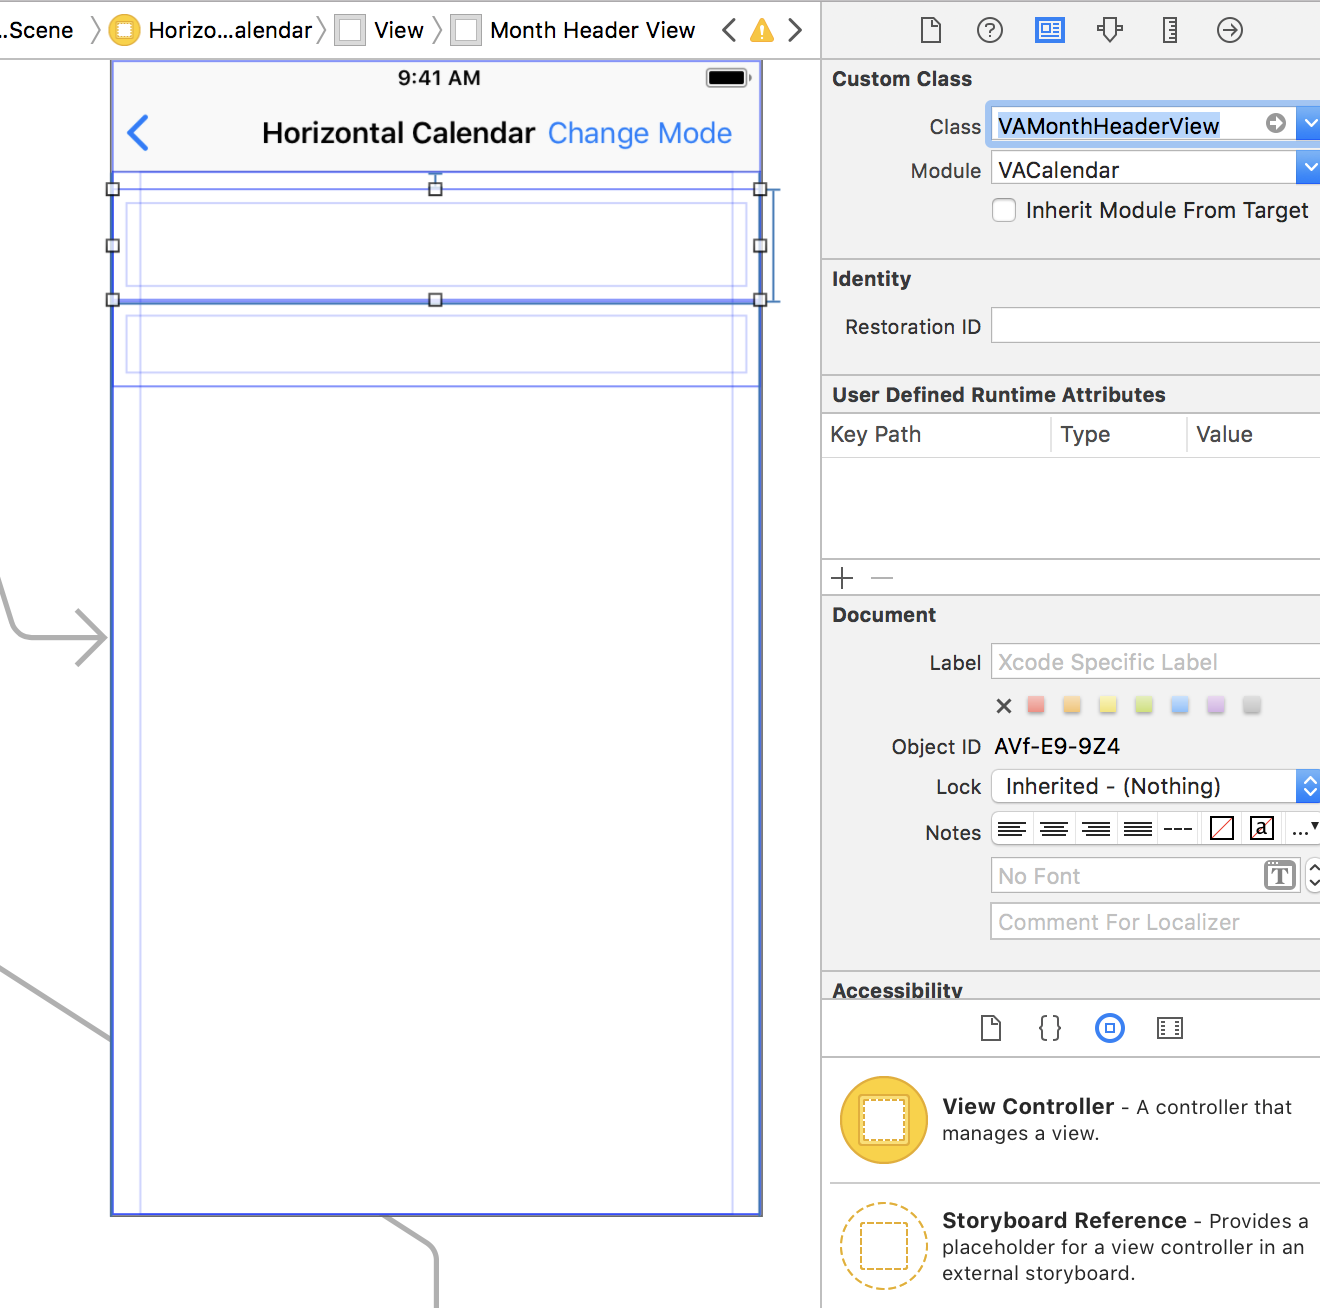 ..Scene
Horizo...alendar
View
Month Header View
9:41 AM
Horizontal Calendar
Change Mode
Custom Class
Class
VAMonthHeaderView
Module
VACalendar
Inherit Module From Target
Identity
Restoration ID
User Defined Runtime Attributes
Key Path
Type
Value
Document
Label
Xcode Specific Label
Object ID
AVf-E9-9Z4
Lock
Inherited - (Nothing)
Notes
a
...
No Font
T
Comment For Localizer
Accessibility
{}
View Controller - A controller that
manages a view.
Storyboard Reference - Provides a
placeholder for a view controller in an
external storyboard.